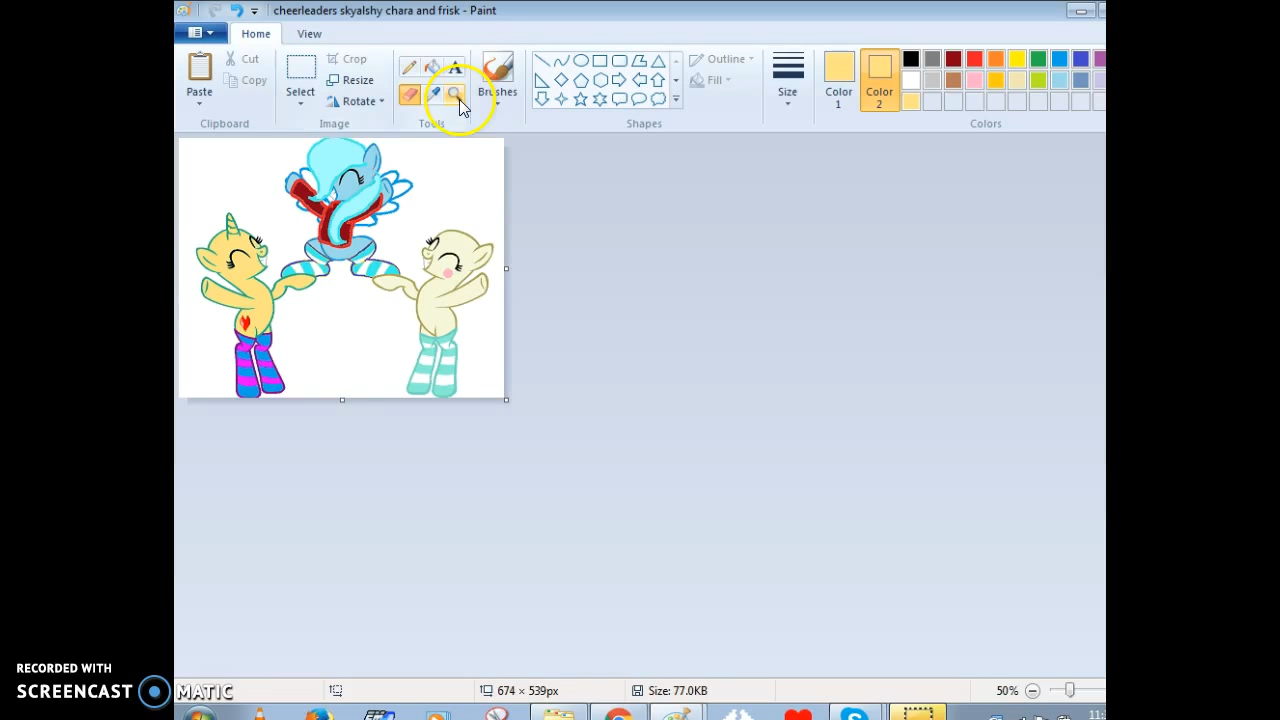 cheerleaders skyalshy chara and frisk - Paint
Home View
Paste Cut Copy
Clipboard
Select Crop Resize Rotate
Image
A
Tools
Brushes
Outline Fill
Shapes
Size
Color 1
Color 2
Colors
674 × 539px
Size: 77.0KB
50%
RECORDED WITH
SCREENCAST MATIC